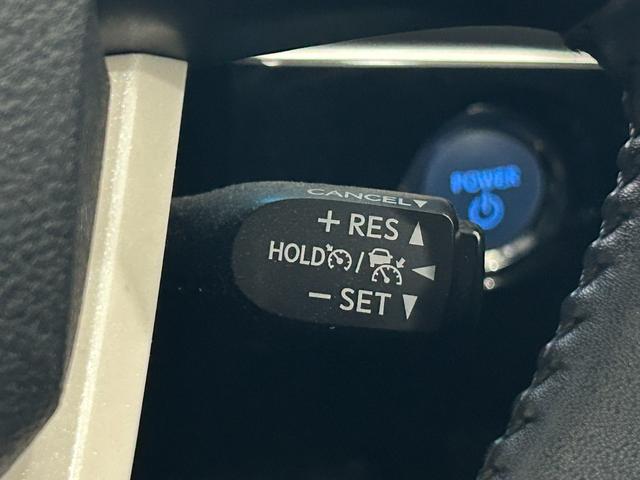 CANCEL
POWER
+ RES
HOLD /
− SET